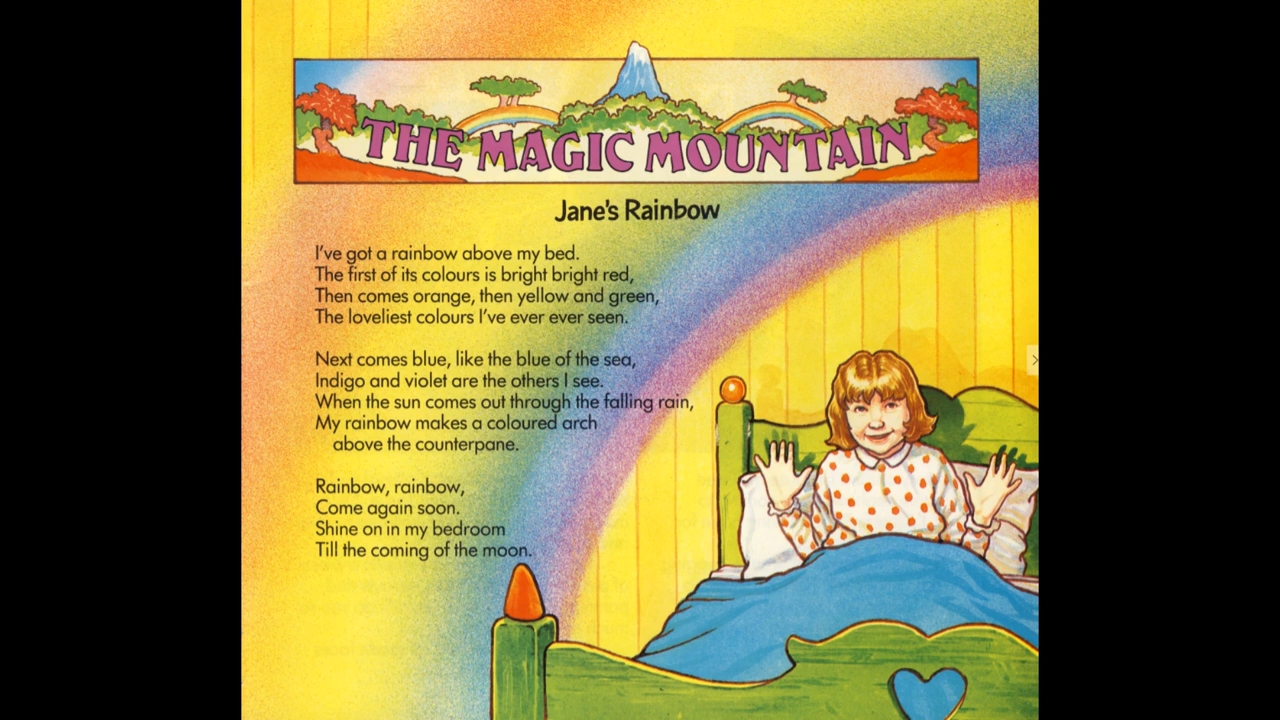 THE MAGIC MOUNTAIN
Jane's Rainbow
I've got a rainbow above my bed.
The first of its colours is bright bright red,
Then comes orange, then yellow and green,
The loveliest colours I've ever ever seen.
Next comes blue, like the blue of the sea,
Indigo and violet are the others I see.
When the sun comes out through the falling rain,
My rainbow makes a coloured arch
above the counterpane.
Rainbow, rainbow,
Come again soon.
Shine on in my bedroom
Till the coming of the moon.